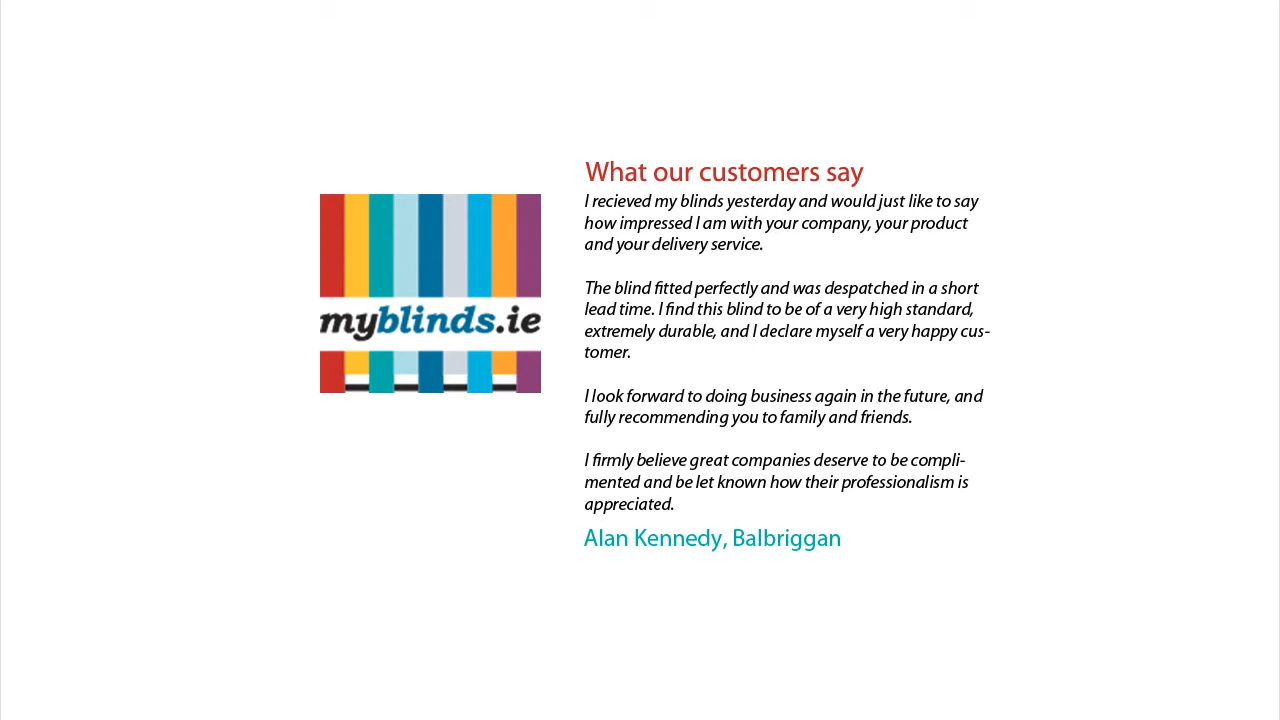 What our customers say
I recieved my blinds yesterday and would just like to say
how impressed I am with your company, your product
and your delivery service.
The blind fitted perfectly and was despatched in a short
lead time. I find this blind to be of a very high standard,
extremely durable, and I declare myself a very happy cus-
tomer.
I look forward to doing business again in the future, and
fully recommending you to family and friends.
I firmly believe great companies deserve to be compli-
mented and be let known how their professionalism is
appreciated.
Alan Kennedy, Balbriggan
myblinds.ie